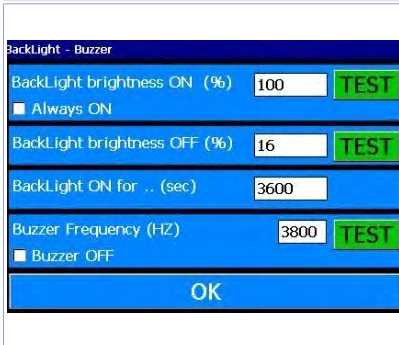 BackLight - Buzzer
BackLight brightness ON (%) 100 TEST
Always ON
BackLight brightness OFF (%) 16 TEST
BackLight ON for .. (sec) 3600
Buzzer Frequency (HZ) 3800 TEST
Buzzer OFF
OK